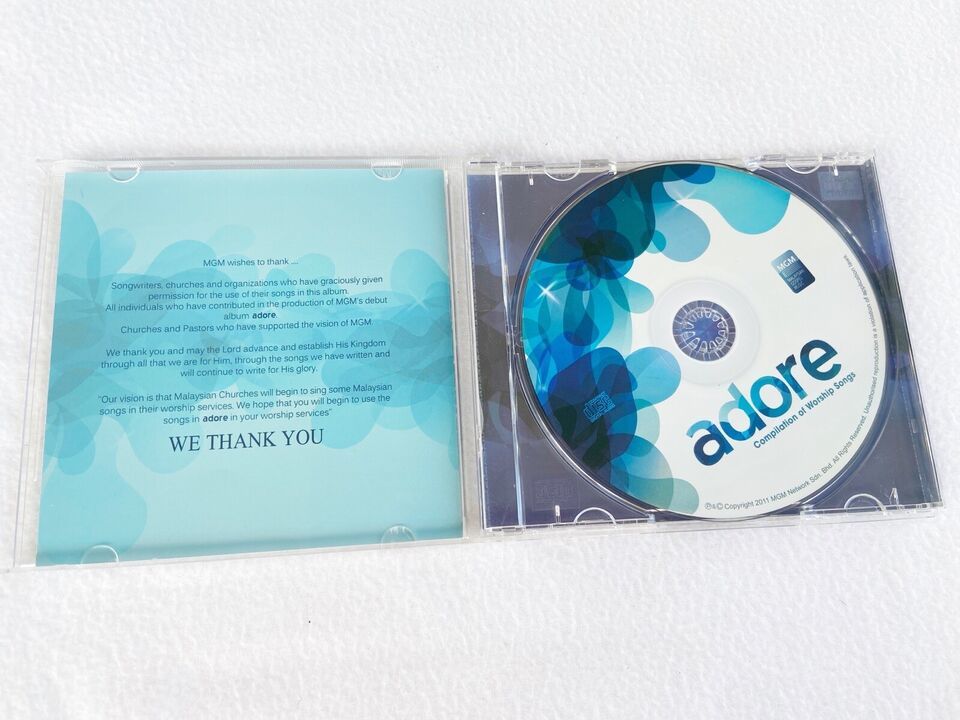 MGM wishes to thank ...
Songwriters, churches and organizations who have graciously given
permission for the use of their songs in this album.
All individuals who have contributed in the production of MGM's debut
album adore.
Churches and Pastors who have supported the vision of MGM.
We thank you and may the Lord advance and establish His Kingdom
through all that we are for Him, through the songs we have written and
will continue to write for His glory.
"Our vision is that Malaysian Churches will begin to sing some Malaysian
songs in their worship services. We hope that you will begin to use the
songs in adore in your worship services"
WE THANK YOU
MGM
adore
Compilation of Worship Songs
℗&© Copyright 2011 MGM Network Sdn. Bhd. All Rights Reserved. Unauthorised reproduction is a violation of applicable laws.